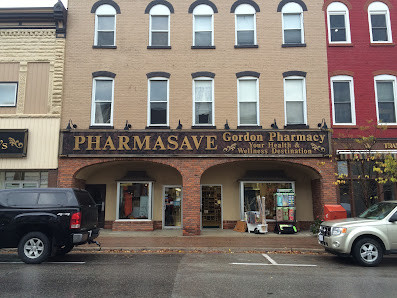 PHARMASAVE Gordon Pharmacy
Your Health &
Wellness Destination